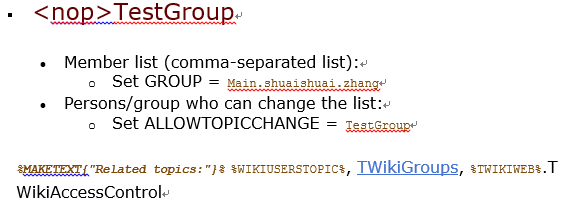 <nop>TestGroup
Member list (comma-separated list):
Set GROUP = Main.shuaishuai.zhang
Persons/group who can change the list:
Set ALLOWTOPICCHANGE = TestGroup
%MAKETEXT{"Related topics:"}% %WIKIUSERSTOPIC%, TWikiGroups, %TWIKIWEB%.T
WikiAccessControl